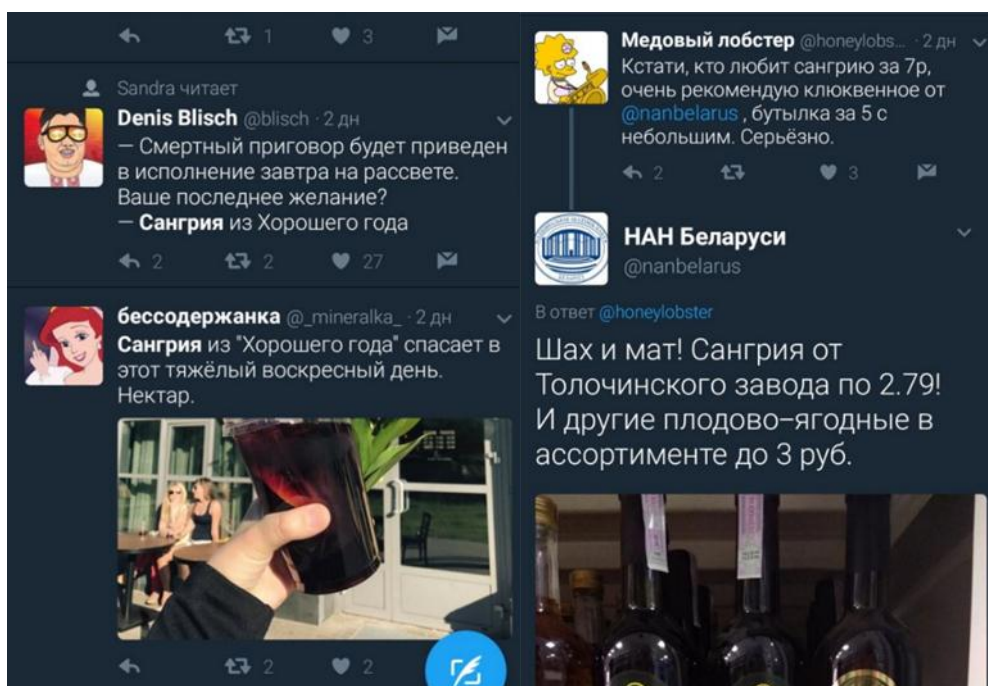 1
3
Sandra читает
Denis Blisch @blisch · 2 дн
— Смертный приговор будет приведен
в исполнение завтра на рассвете.
Ваше последнее желание?
— Сангрия из Хорошего года
2
2
27
бессодержанка @_mineralka_ · 2 дн
Сангрия из "Хорошего года" спасает в
этот тяжёлый воскресный день.
Нектар.
2
2
Медовый лобстер @honeylobs... · 2 дн
Кстати, кто любит сангрию за 7р,
очень рекомендую клюквенное от
@nanbelarus , бутылка за 5 с
небольшим. Серьёзно.
2
3
НАН Беларуси
@nanbelarus
В ответ @honeylobster
Шах и мат! Сангрия от
Толочинского завода по 2.79!
И другие плодово–ягодные в
ассортименте до 3 руб.